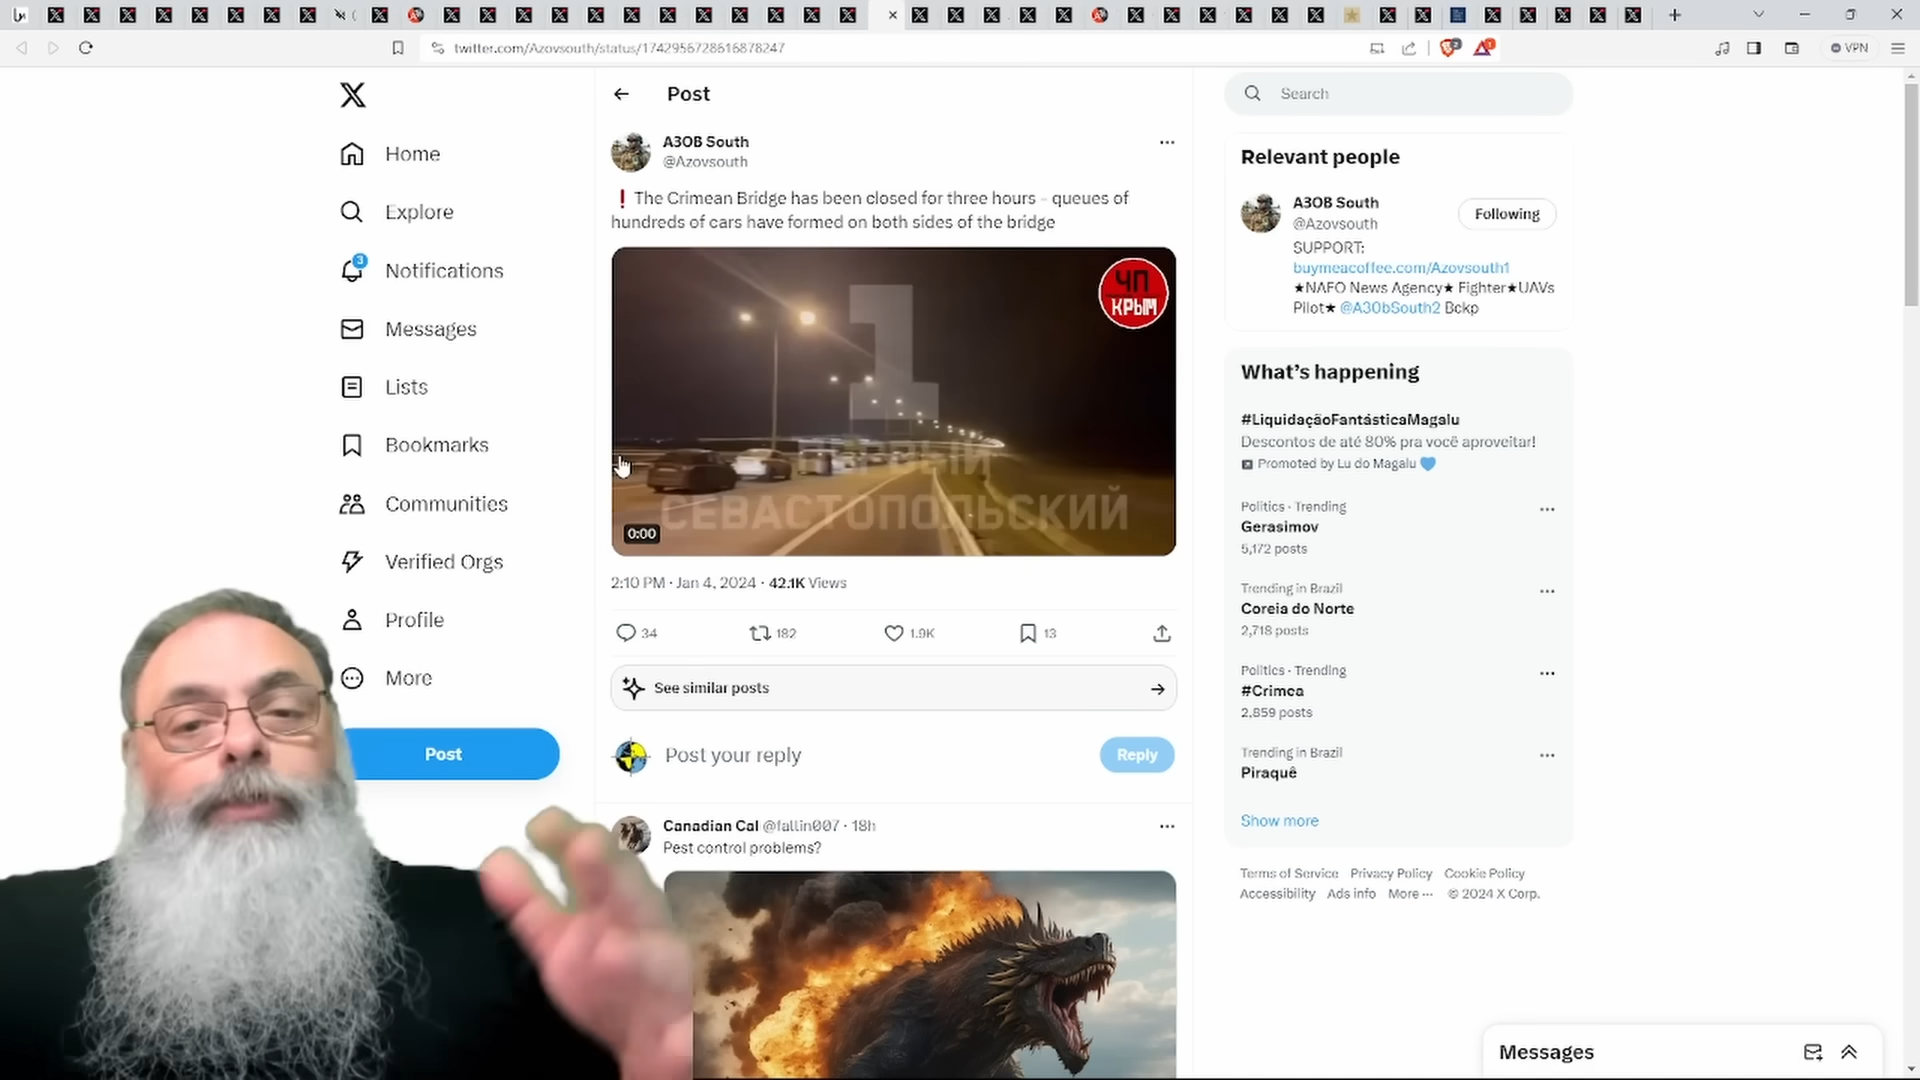 twitter.com/Azovsouth/status/1742956728616878247
VPN
Home
Explore
3
Notifications
Messages
Lists
Bookmarks
Communities
Verified Orgs
Profile
More
Post
Post
АЗОВ South
@Azovsouth
❗The Crimean Bridge has been closed for three hours - queues of
hundreds of cars have formed on both sides of the bridge
ЧП
КРЫМ
1
ПЕРВЫЙ
СЕВАСТОПОЛЬСКИЙ
0:00
2:10 PM · Jan 4, 2024 · 42.1K Views
34
182
1.9K
13
See similar posts
Post your reply
Reply
Canadian Cal @fallin007 · 18h
Pest control problems?
Search
Relevant people
АЗОВ South
@Azovsouth
Following
SUPPORT:
buymeacoffee.com/Azovsouth1
★NAFO News Agency★ Fighter★UAVs
Pilot★ @A3ObSouth2 Bckp
What's happening
#LiquidaçãoFantásticaMagalu
Descontos de até 80% pra você aproveitar!
Promoted by Lu do Magalu 💙
Politics · Trending
Gerasimov
5,172 posts
Trending in Brazil
Coreia do Norte
2,718 posts
Politics · Trending
#Crimea
2,859 posts
Trending in Brazil
Piraquê
Show more
Terms of Service Privacy Policy Cookie Policy
Accessibility Ads info More ··· © 2024 X Corp.
Messages